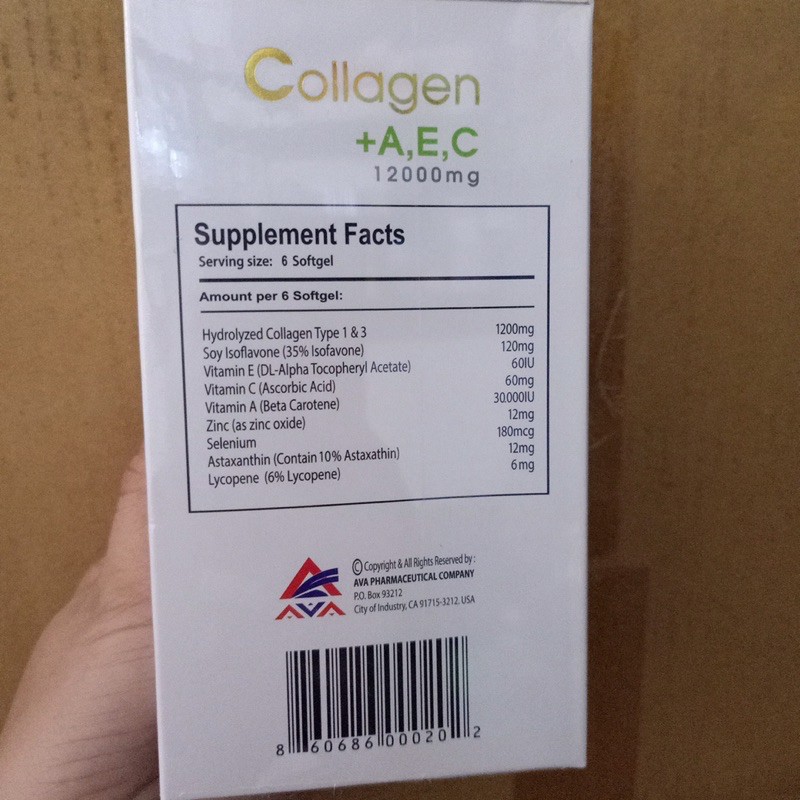 Collagen
+A,E,C
12000mg
Supplement Facts
Serving size: 6 Softgel
Amount per 6 Softgel:
Hydrolyzed Collagen Type 1 & 3 1200mg
Soy Isoflavone (35% Isofavone) 120mg
Vitamin E (DL-Alpha Tocopheryl Acetate) 60IU
Vitamin C (Ascorbic Acid) 60mg
Vitamin A (Beta Carotene) 30.000IU
Zinc (as zinc oxide) 12mg
Selenium 180mcg
Astaxanthin (Contain 10% Astaxathin) 12mg
Lycopene (6% Lycopene) 6mg
AVA
© Copyright & All Rights Reserved by :
AVA PHARMACEUTICAL COMPANY
P.O. Box 93212
City of Industry, CA 91715-3212. USA
8 60686 00020 2